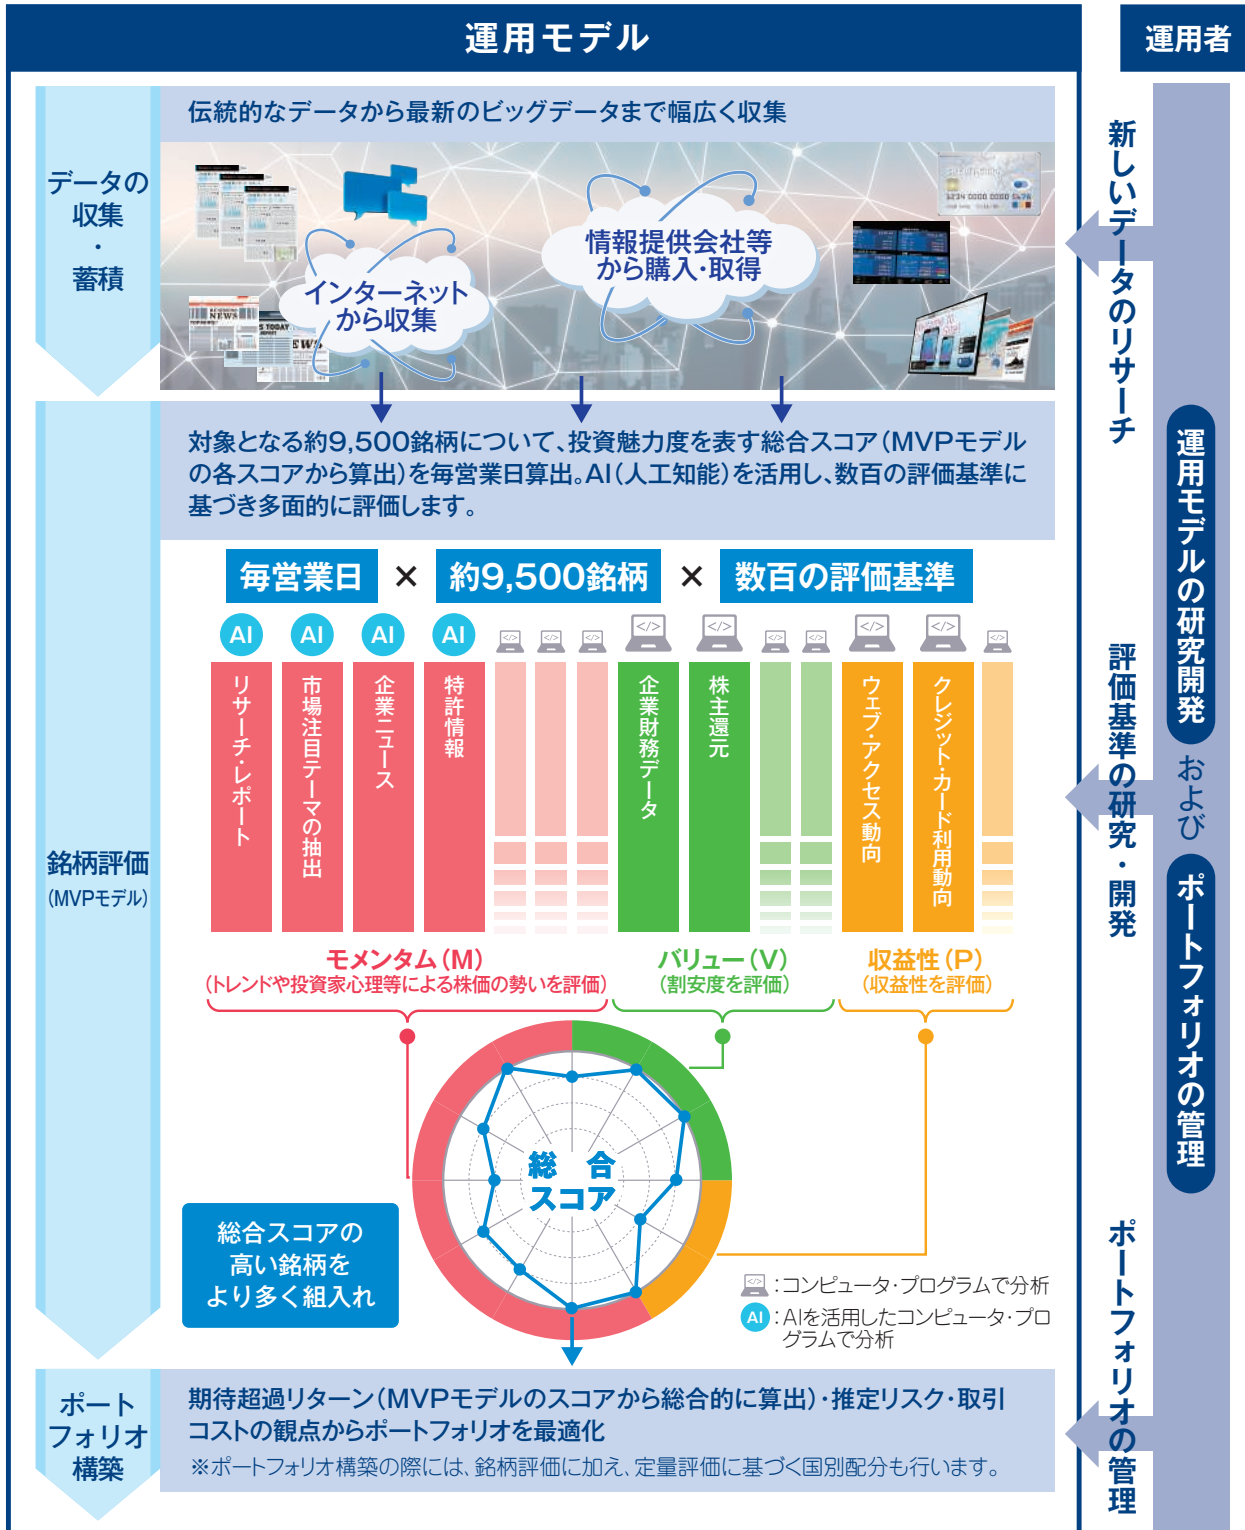 運用モデル
運用者
データの
収集
・
蓄積
伝統的なデータから最新のビッグデータまで幅広く収集
インターネット
から収集
情報提供会社等
から購入・取得
NEWS
S TODAY
EWS
5234 0000 0000 5676
新しいデータのリサーチ
銘柄評価
(MVPモデル)
対象となる約9,500銘柄について、投資魅力度を表す総合スコア(MVPモデル
の各スコアから算出)を毎営業日算出。AI(人工知能)を活用し、数百の評価基準に
基づき多面的に評価します。
毎営業日 × 約9,500銘柄 × 数百の評価基準
AI AI AI AI </> </> </> </> </> </> </> </> </> </>
リサーチ・レポート
市場注目テーマの抽出
企業ニュース
特許情報
企業財務データ
株主還元
ウェブ・アクセス動向
クレジット・カード利用動向
モメンタム(M)
(トレンドや投資家心理等による株価の勢いを評価)
バリュー(V)
(割安度を評価)
収益性(P)
(収益性を評価)
総合
スコア
総合スコアの
高い銘柄を
より多く組入れ
</>:コンピュータ・プログラムで分析
AI:AIを活用したコンピュータ・プロ
グラムで分析
評価基準の研究・開発
運用モデルの研究開発
および
ポートフォリオの管理
ポート
フォリオ
構築
期待超過リターン(MVPモデルのスコアから総合的に算出)・推定リスク・取引
コストの観点からポートフォリオを最適化
※ポートフォリオ構築の際には、銘柄評価に加え、定量評価に基づく国別配分も行います。
ポートフォリオの管理